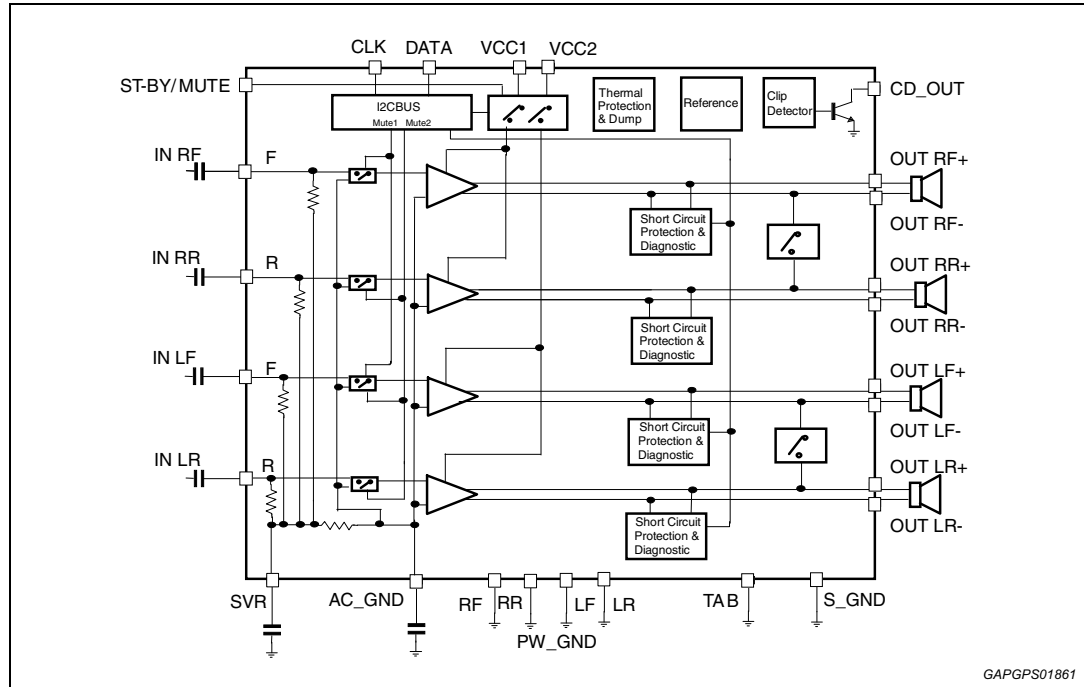 CLK DATA VCC1 VCC2
ST-BY/MUTE
I2CBUS
Mute1 Mute2
Thermal
Protection
& Dump
Reference
Clip
Detector
CD_OUT
IN RF
F
OUT RF+
Short Circuit
Protection &
Diagnostic
OUT RF-
IN RR
R
OUT RR+
Short Circuit
Protection &
Diagnostic
OUT RR-
IN LF
F
OUT LF+
Short Circuit
Protection &
Diagnostic
OUT LF-
IN LR
R
OUT LR+
Short Circuit
Protection &
Diagnostic
OUT LR-
SVR
AC_GND
RF RR LF LR
PW_GND
TAB
S_GND
GAPGPS01861